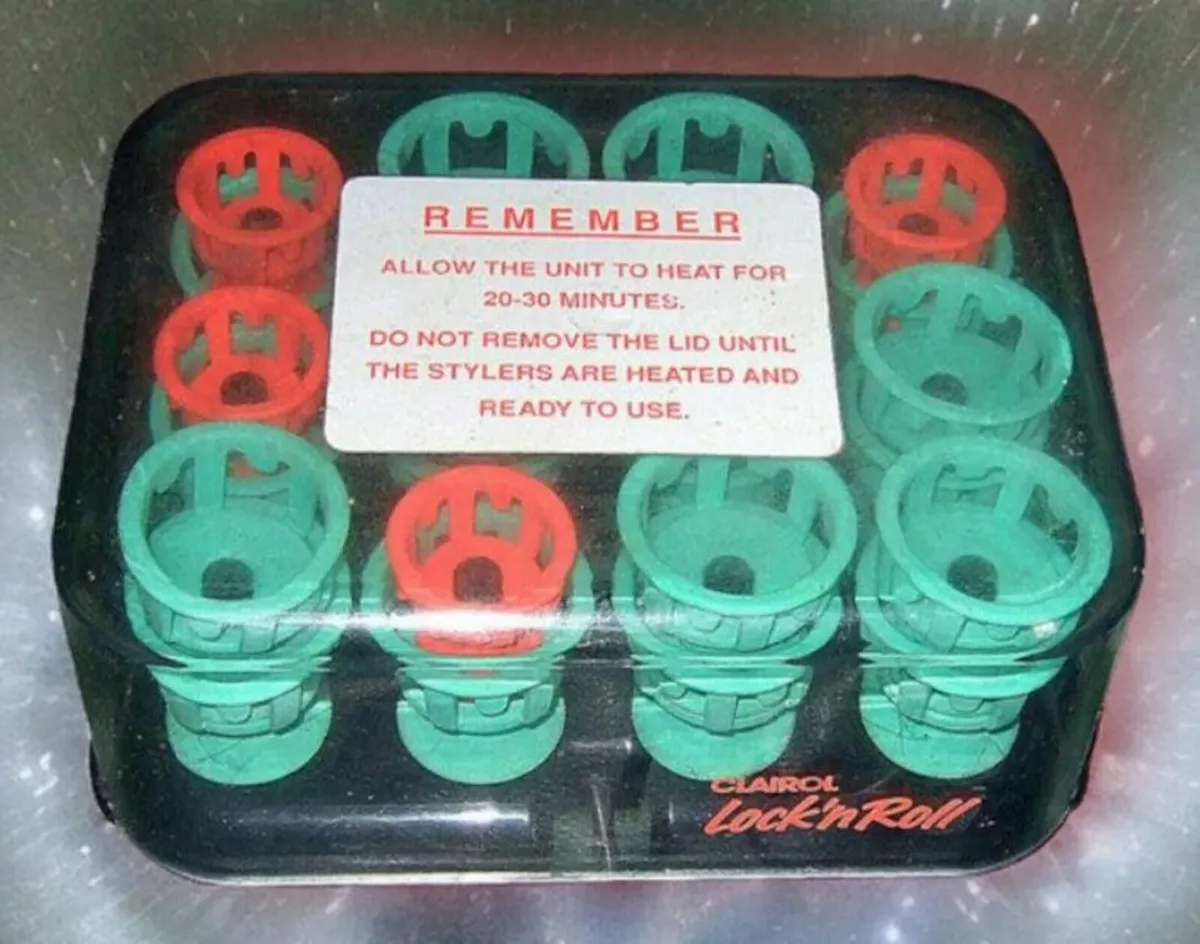 REMEMBER
ALLOW THE UNIT TO HEAT FOR
20-30 MINUTES.
DO NOT REMOVE THE LID UNTIL
THE STYLERS ARE HEATED AND
READY TO USE.
CLAIROL
Lock'n Roll